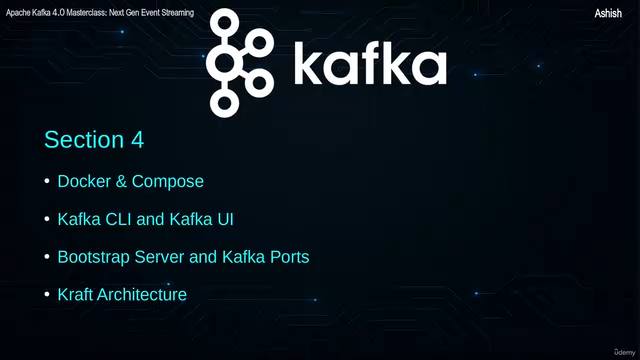 Apache Kafka 4.0 Masterclass: Next Gen Event Streaming
Ashish
kafka
Section 4
• Docker & Compose
• Kafka CLI and Kafka UI
• Bootstrap Server and Kafka Ports
• Kraft Architecture
ûdemy